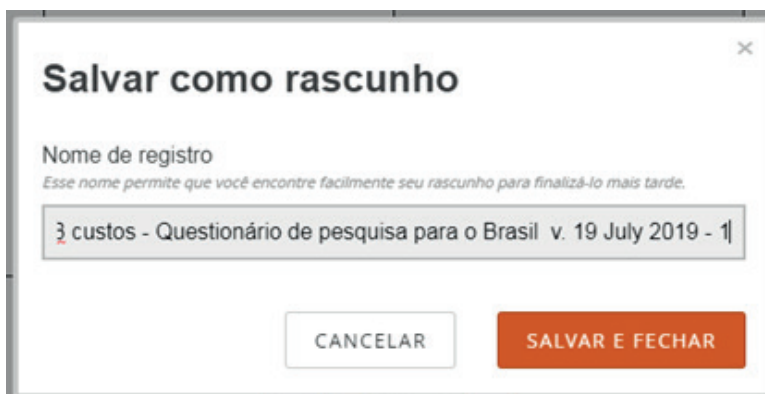 ×
Salvar como rascunho
Nome de registro
Esse nome permite que você encontre facilmente seu rascunho para finalizá-lo mais tarde.
custos - Questionário de pesquisa para o Brasil v. 19 July 2019 - 1
CANCELAR SALVAR E FECHAR